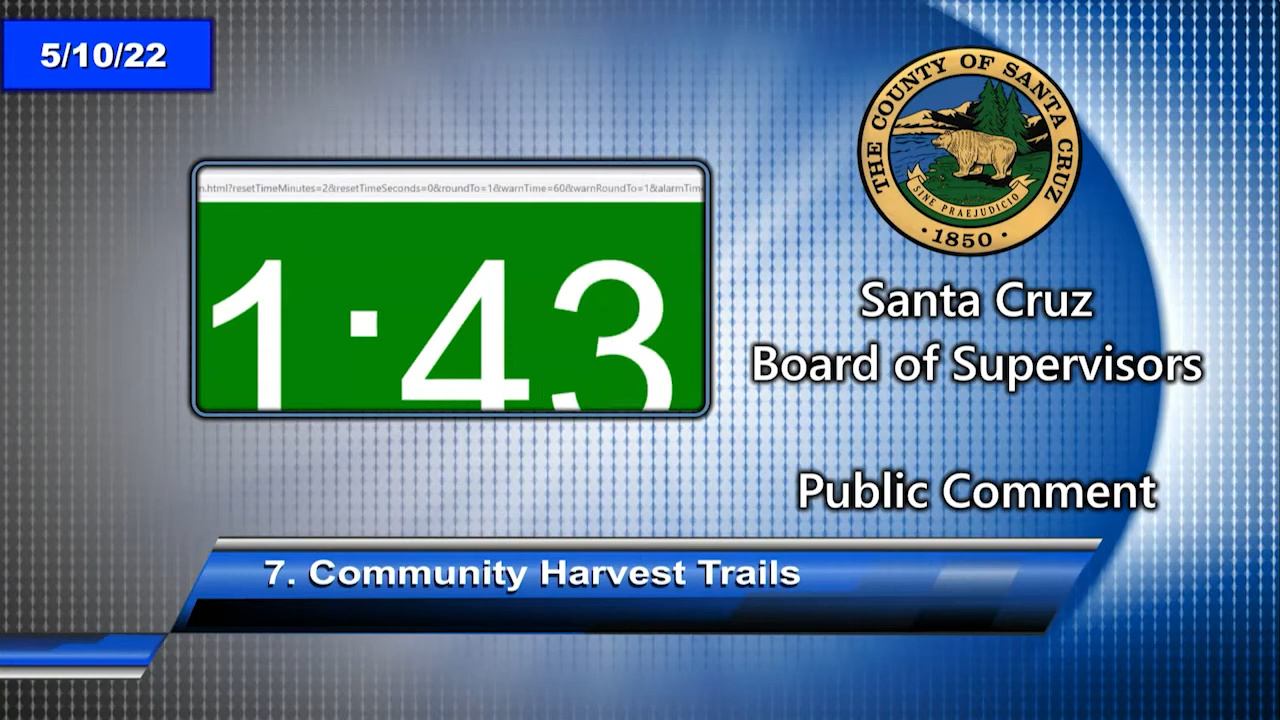 5/10/22
THE COUNTY OF SANTA CRUZ
SINE PRAEJUDICIO
· 1850 ·
n.html?resetTimeMinutes=2&resetTimeSeconds=0&roundTo=1&warnTime=60&warnRoundTo=1&alarmTime
1:43
Santa Cruz
Board of Supervisors
Public Comment
7. Community Harvest Trails